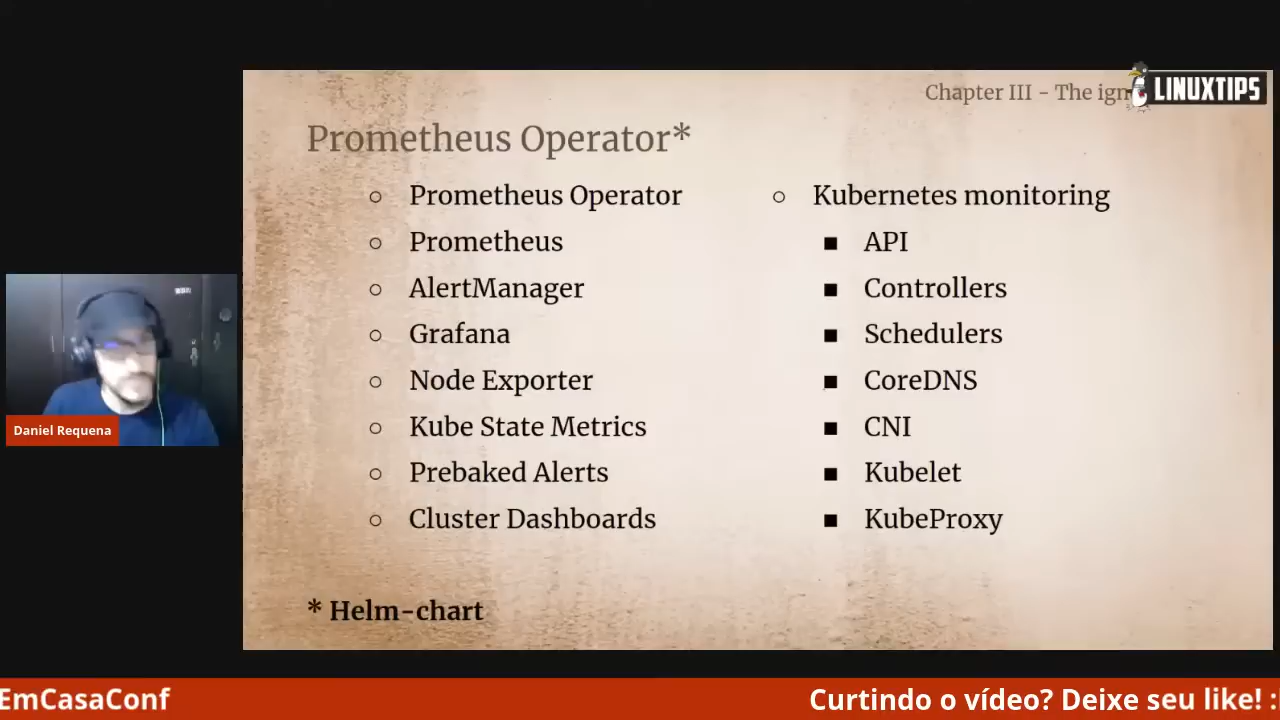 Chapter III - The ign
LINUXTIPS
Prometheus Operator*
○ Prometheus Operator
○ Prometheus
○ AlertManager
○ Grafana
○ Node Exporter
○ Kube State Metrics
○ Prebaked Alerts
○ Cluster Dashboards
○ Kubernetes monitoring
■ API
■ Controllers
■ Schedulers
■ CoreDNS
■ CNI
■ Kubelet
■ KubeProxy
* Helm-chart
Daniel Requena
EmCasaConf
Curtindo o vídeo? Deixe seu like! :